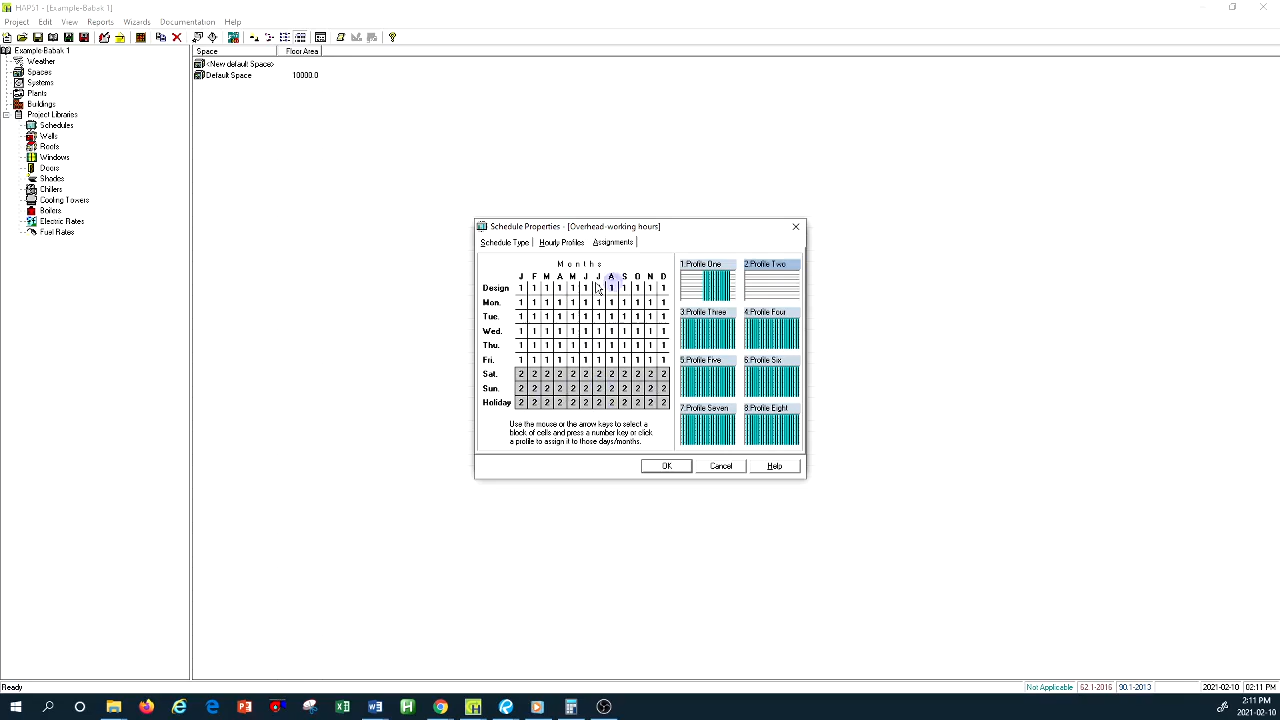 HAP51 - [Example-Babak 1]
Project Edit View Reports Wizards Documentation Help
Example-Babak 1
Weather
Spaces
Systems
Plants
Buildings
Project Libraries
Schedules
Walls
Roofs
Windows
Doors
Shades
Chillers
Cooling Towers
Boilers
Electric Rates
Fuel Rates
Space Floor Area
<New default Space>
Default Space 10000.0
Schedule Properties - [Overhead-working hours]
Schedule Type Hourly Profiles Assignments
Months
J F M A M J J A S O N D
Design 1 1 1 1 1 1 1 1 1 1 1 1
Mon. 1 1 1 1 1 1 1 1 1 1 1 1
Tue. 1 1 1 1 1 1 1 1 1 1 1 1
Wed. 1 1 1 1 1 1 1 1 1 1 1 1
Thu. 1 1 1 1 1 1 1 1 1 1 1 1
Fri. 1 1 1 1 1 1 1 1 1 1 1 1
Sat. 2 2 2 2 2 2 2 2 2 2 2 2
Sun. 2 2 2 2 2 2 2 2 2 2 2 2
Holiday 2 2 2 2 2 2 2 2 2 2 2 2
Use the mouse or the arrow keys to select a
block of cells and press a number key or click
a profile to assign it to those days/months.
1:Profile One 2:Profile Two
3:Profile Three 4:Profile Four
5:Profile Five 6:Profile Six
7:Profile Seven 8:Profile Eight
OK Cancel Help
Ready Not Applicable 62.1-2016 90.1-2013 2021-02-10 02:11 PM
2:11 PM
2021-02-10